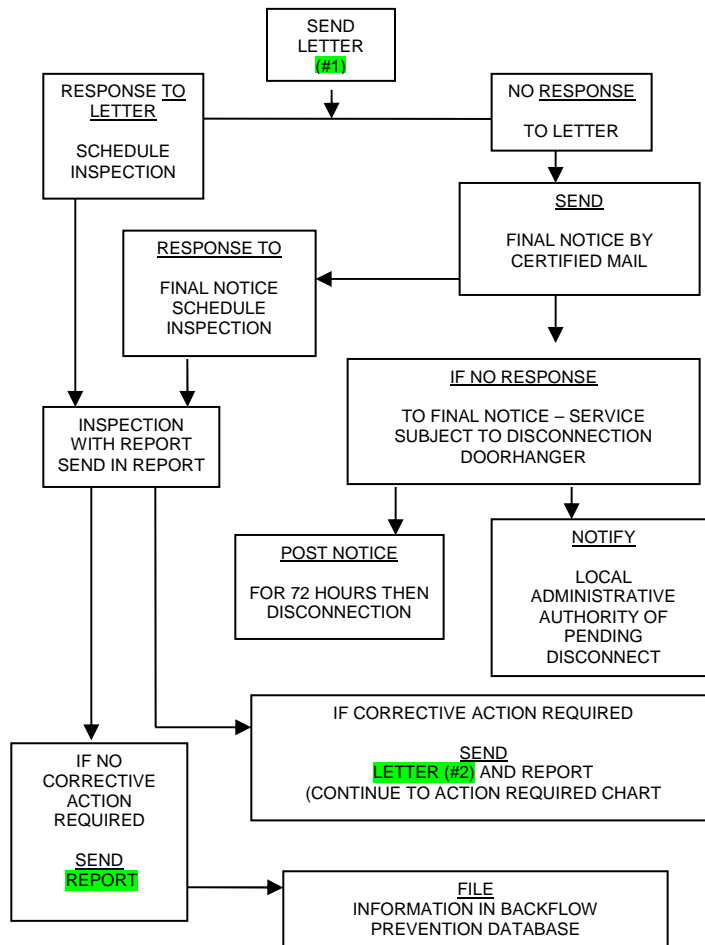 SEND
LETTER
(#1)
RESPONSE TO
LETTER
SCHEDULE
INSPECTION
NO RESPONSE
TO LETTER
SEND
FINAL NOTICE BY
CERTIFIED MAIL
RESPONSE TO
FINAL NOTICE
SCHEDULE
INSPECTION
IF NO RESPONSE
TO FINAL NOTICE – SERVICE
SUBJECT TO DISCONNECTION
DOORHANGER
INSPECTION
WITH REPORT
SEND IN REPORT
POST NOTICE
FOR 72 HOURS THEN
DISCONNECTION
NOTIFY
LOCAL
ADMINISTRATIVE
AUTHORITY OF
PENDING
DISCONNECT
IF CORRECTIVE ACTION REQUIRED
SEND
LETTER (#2) AND REPORT
(CONTINUE TO ACTION REQUIRED CHART
IF NO
CORRECTIVE
ACTION
REQUIRED
SEND
REPORT
FILE
INFORMATION IN BACKFLOW
PREVENTION DATABASE